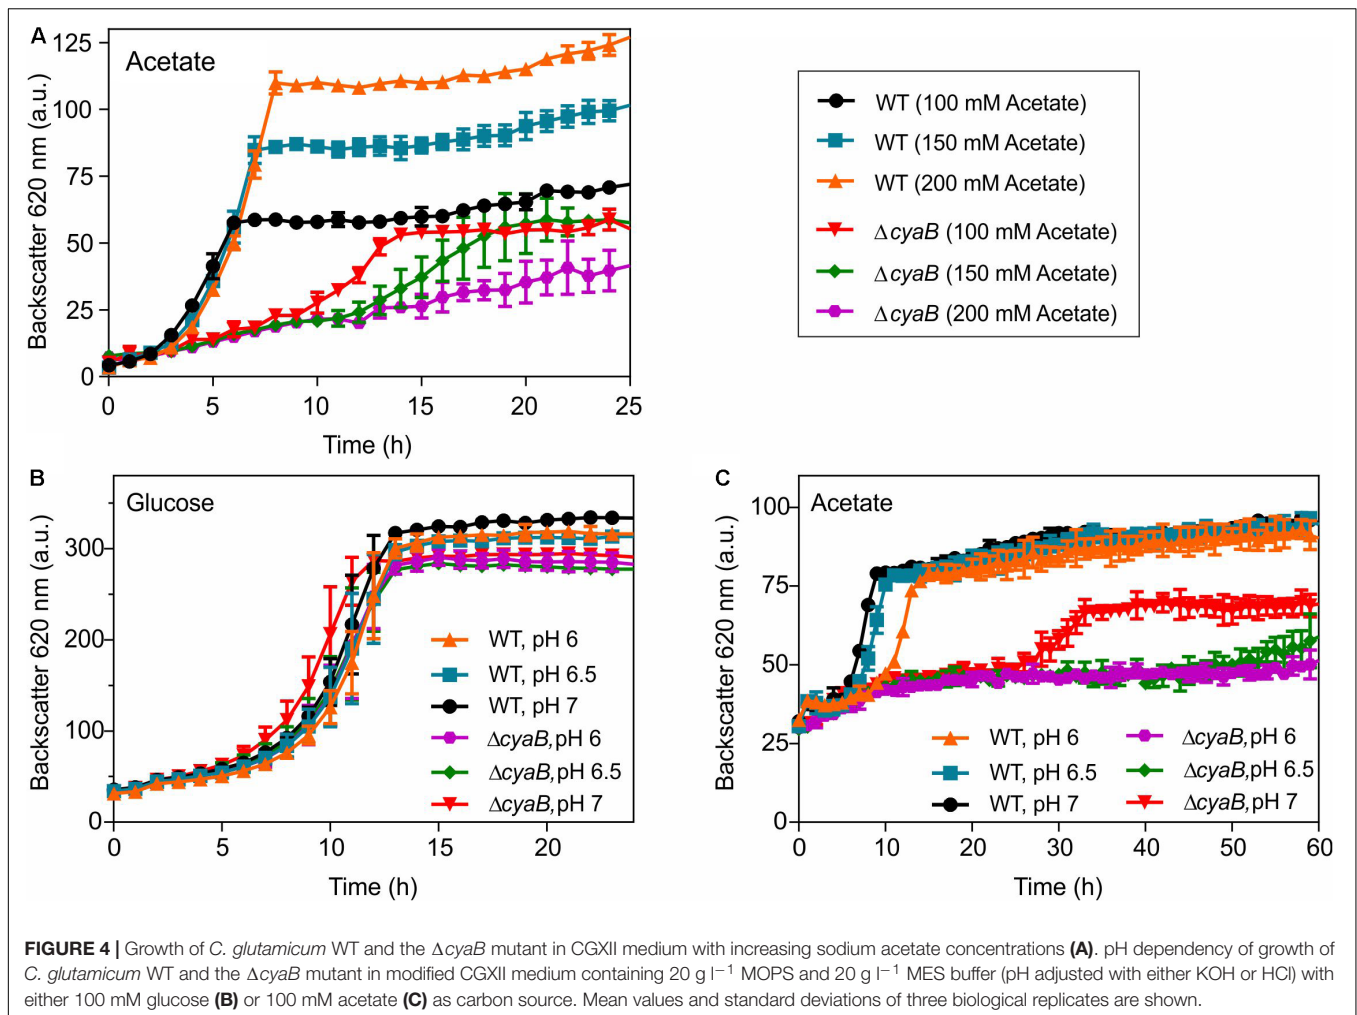 A
Acetate
Backscatter 620 nm (a.u.)
125
100
75
50
25
0
0 5 10 15 20 25
Time (h)
WT (100 mM Acetate)
WT (150 mM Acetate)
WT (200 mM Acetate)
ΔcyaB (100 mM Acetate)
ΔcyaB (150 mM Acetate)
ΔcyaB (200 mM Acetate)
B
Glucose
Backscatter 620 nm (a.u.)
300
200
100
0
0 5 10 15 20
Time (h)
WT, pH 6
WT, pH 6.5
WT, pH 7
ΔcyaB,pH 6
ΔcyaB,pH 6.5
ΔcyaB,pH 7
C
Acetate
Backscatter 620 nm (a.u.)
100
75
50
25
0
0 10 20 30 40 50 60
Time (h)
WT, pH 6
WT, pH 6.5
WT, pH 7
ΔcyaB,pH 6
ΔcyaB,pH 6.5
ΔcyaB,pH 7
FIGURE 4 | Growth of C. glutamicum WT and the ΔcyaB mutant in CGXII medium with increasing sodium acetate concentrations (A). pH dependency of growth of
C. glutamicum WT and the ΔcyaB mutant in modified CGXII medium containing 20 g l⁻¹ MOPS and 20 g l⁻¹ MES buffer (pH adjusted with either KOH or HCl) with
either 100 mM glucose (B) or 100 mM acetate (C) as carbon source. Mean values and standard deviations of three biological replicates are shown.